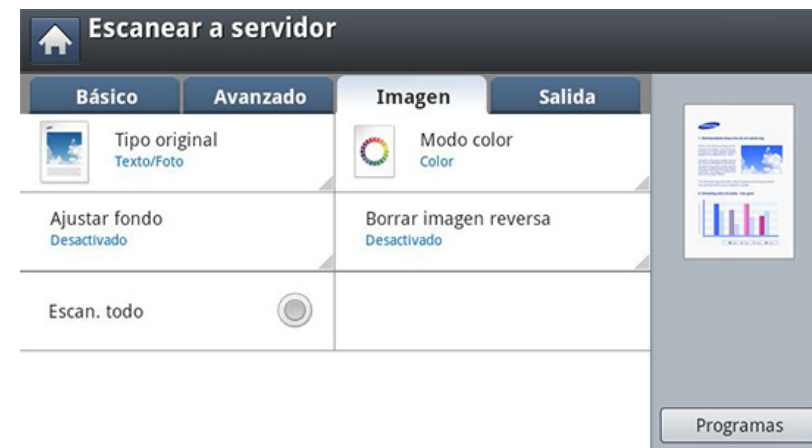 Escanear a servidor
Básico
Avanzado
Imagen
Salida
Tipo original
Texto/Foto
Modo color
Color
Ajustar fondo
Desactivado
Borrar imagen reversa
Desactivado
Escan. todo
Programas